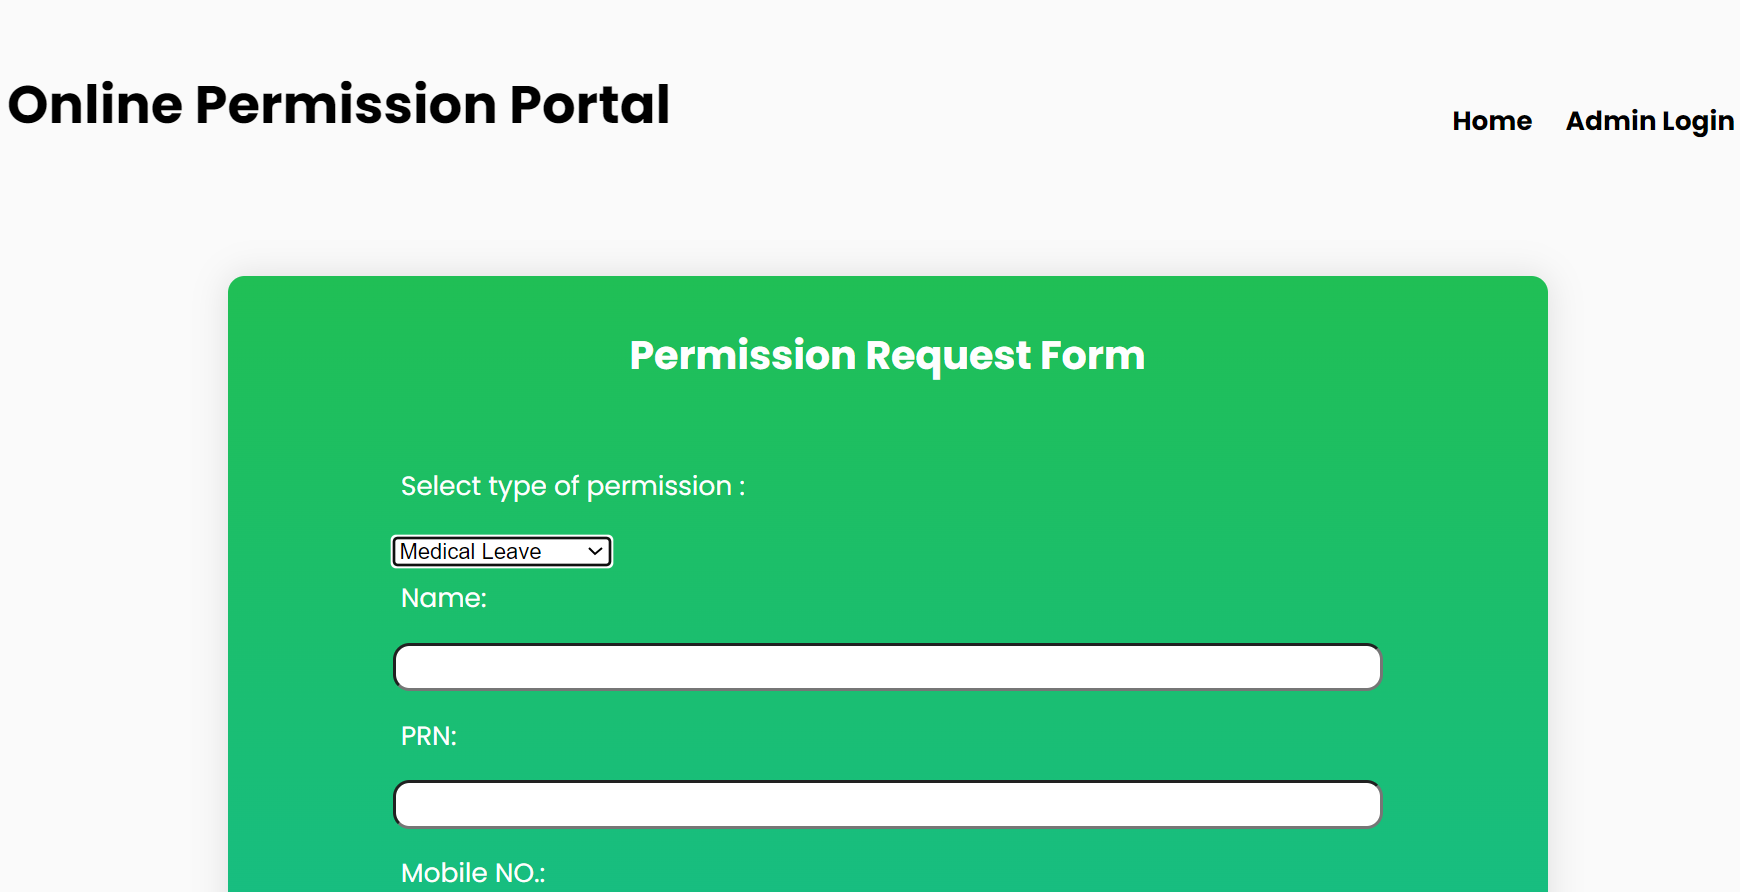 Online Permission Portal
Home Admin Login
Permission Request Form
Select type of permission :
Medical Leave
Name:
PRN:
Mobile NO.: